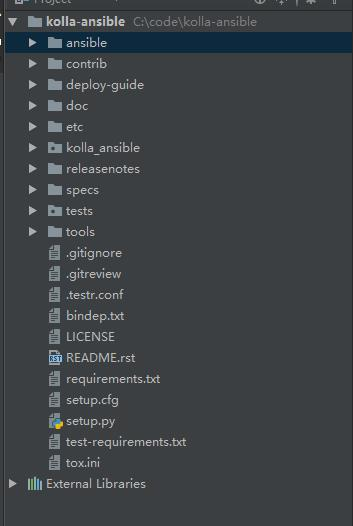 Project
kolla-ansible C:\code\kolla-ansible
ansible
contrib
deploy-guide
doc
etc
kolla_ansible
releasenotes
specs
tests
tools
.gitignore
.gitreview
.testr.conf
bindep.txt
LICENSE
RST README.rst
requirements.txt
setup.cfg
setup.py
test-requirements.txt
tox.ini
External Libraries